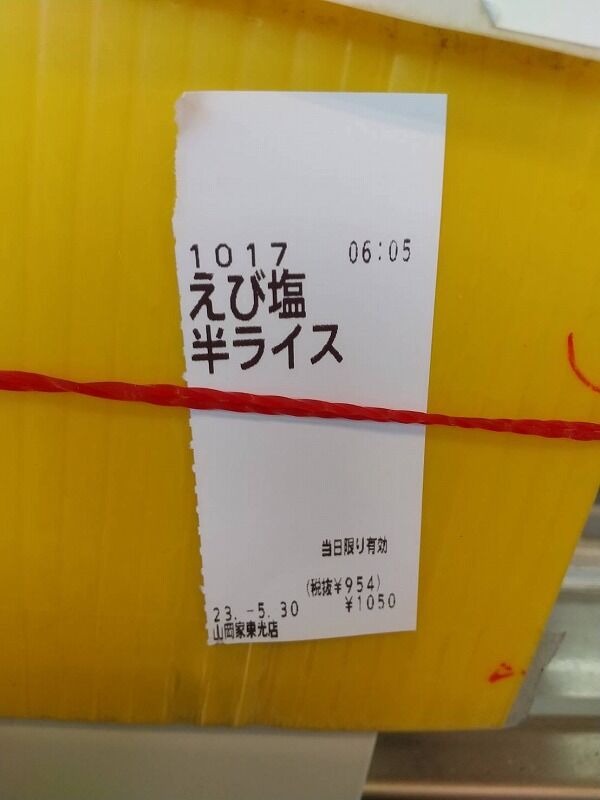 1017 06:05
えび塩
半ライス
当日限り有効
(税抜¥954)
23.-5.30 ¥1050
山岡家東光店